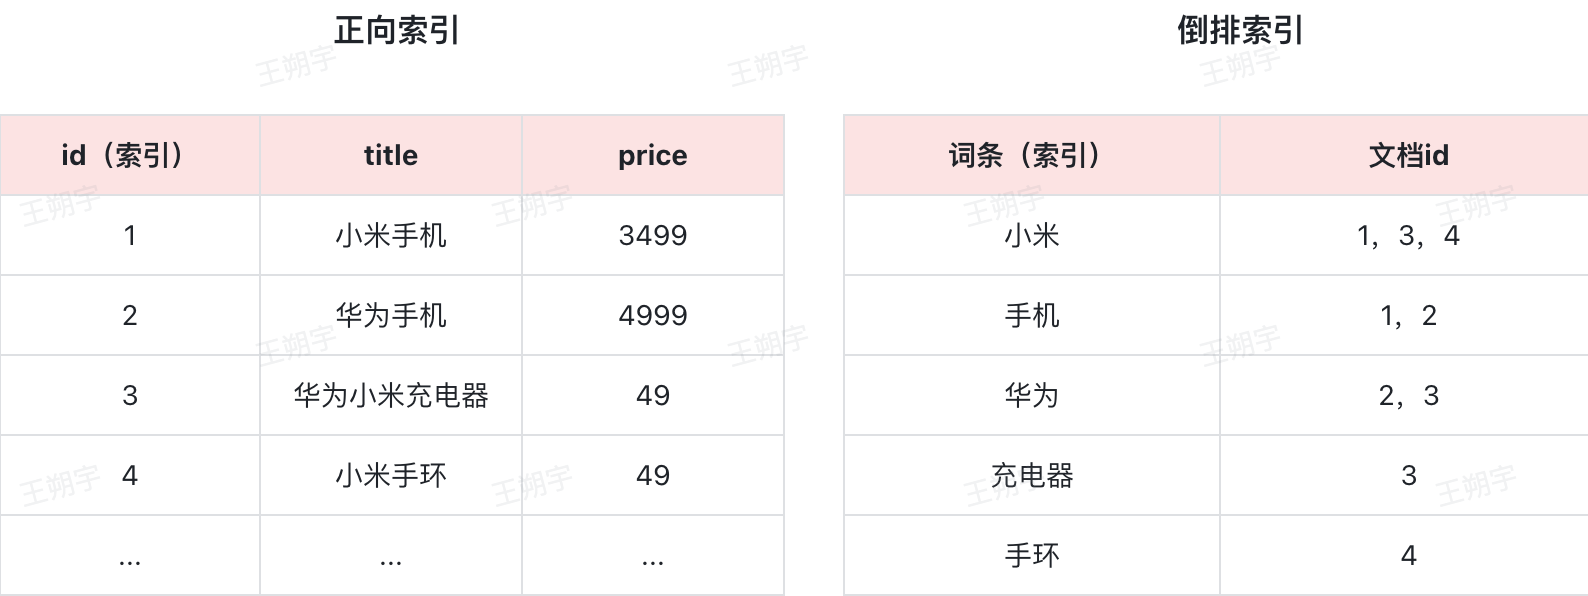 正向索引
id（索引） title price
1 小米手机 3499
2 华为手机 4999
3 华为小米充电器 49
4 小米手环 49
... ... ...
倒排索引
词条（索引） 文档id
小米 1，3，4
手机 1，2
华为 2，3
充电器 3
手环 4
王朔宇
王朔宇
王朔宇
王朔宇
王朔宇
王朔宇
王朔宇
王朔宇
王朔宇
王朔宇
王朔宇
王朔宇
王朔宇
王朔宇